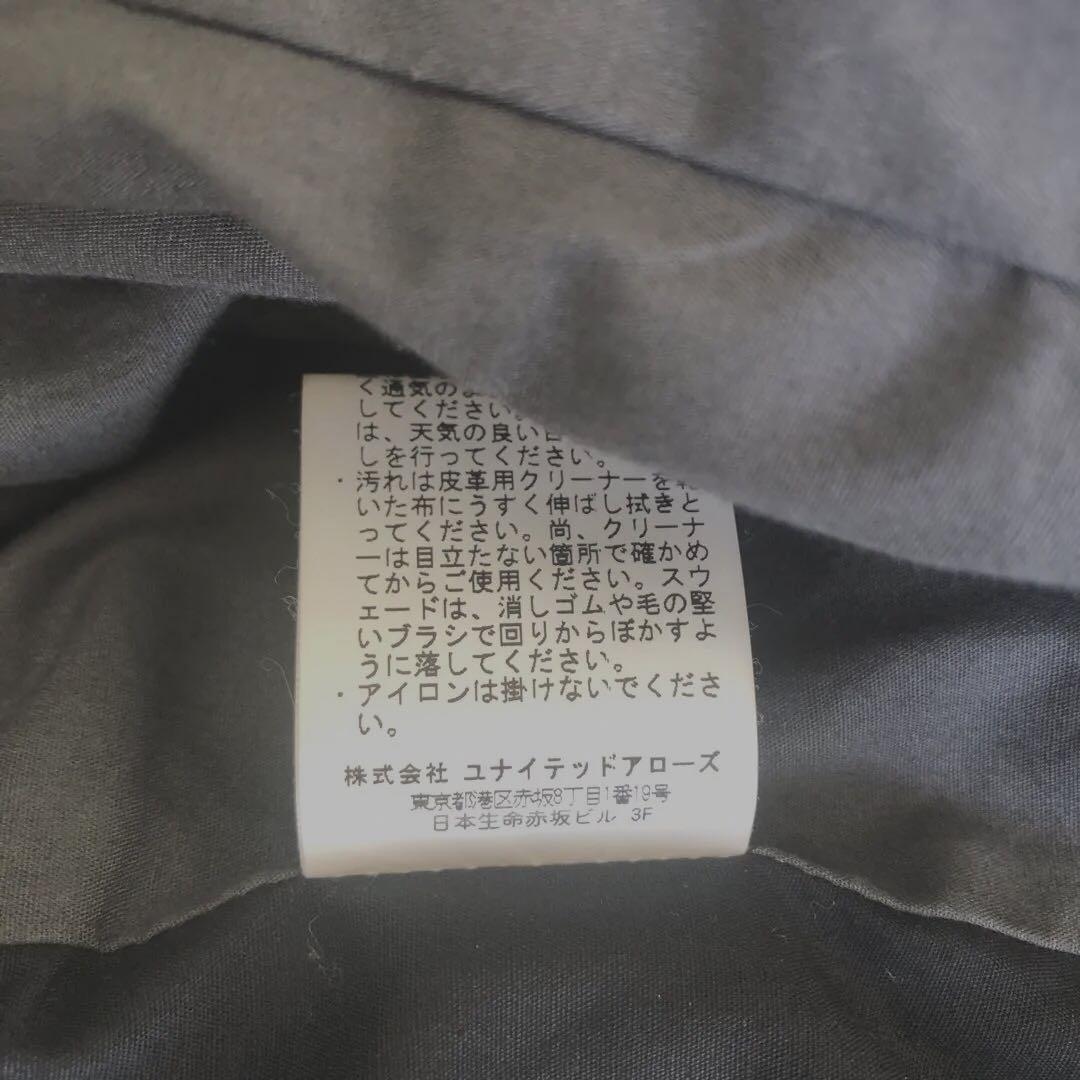 く通気の
してください。
は、天気の良い
しを行ってください。
・汚れは皮革用クリーナーを
いた布にうすく伸ばし拭きと
ってください。尚、クリーナ
ーは目立たない箇所で確かめ
てからご使用ください。スウ
ェードは、消しゴムや毛の堅
いブラシで回りからぼかすよ
うに落してください。
・アイロンは掛けないでくださ
い。
株式会社 ユナイテッドアローズ
東京都港区赤坂8丁目1番19号
日本生命赤坂ビル 3F